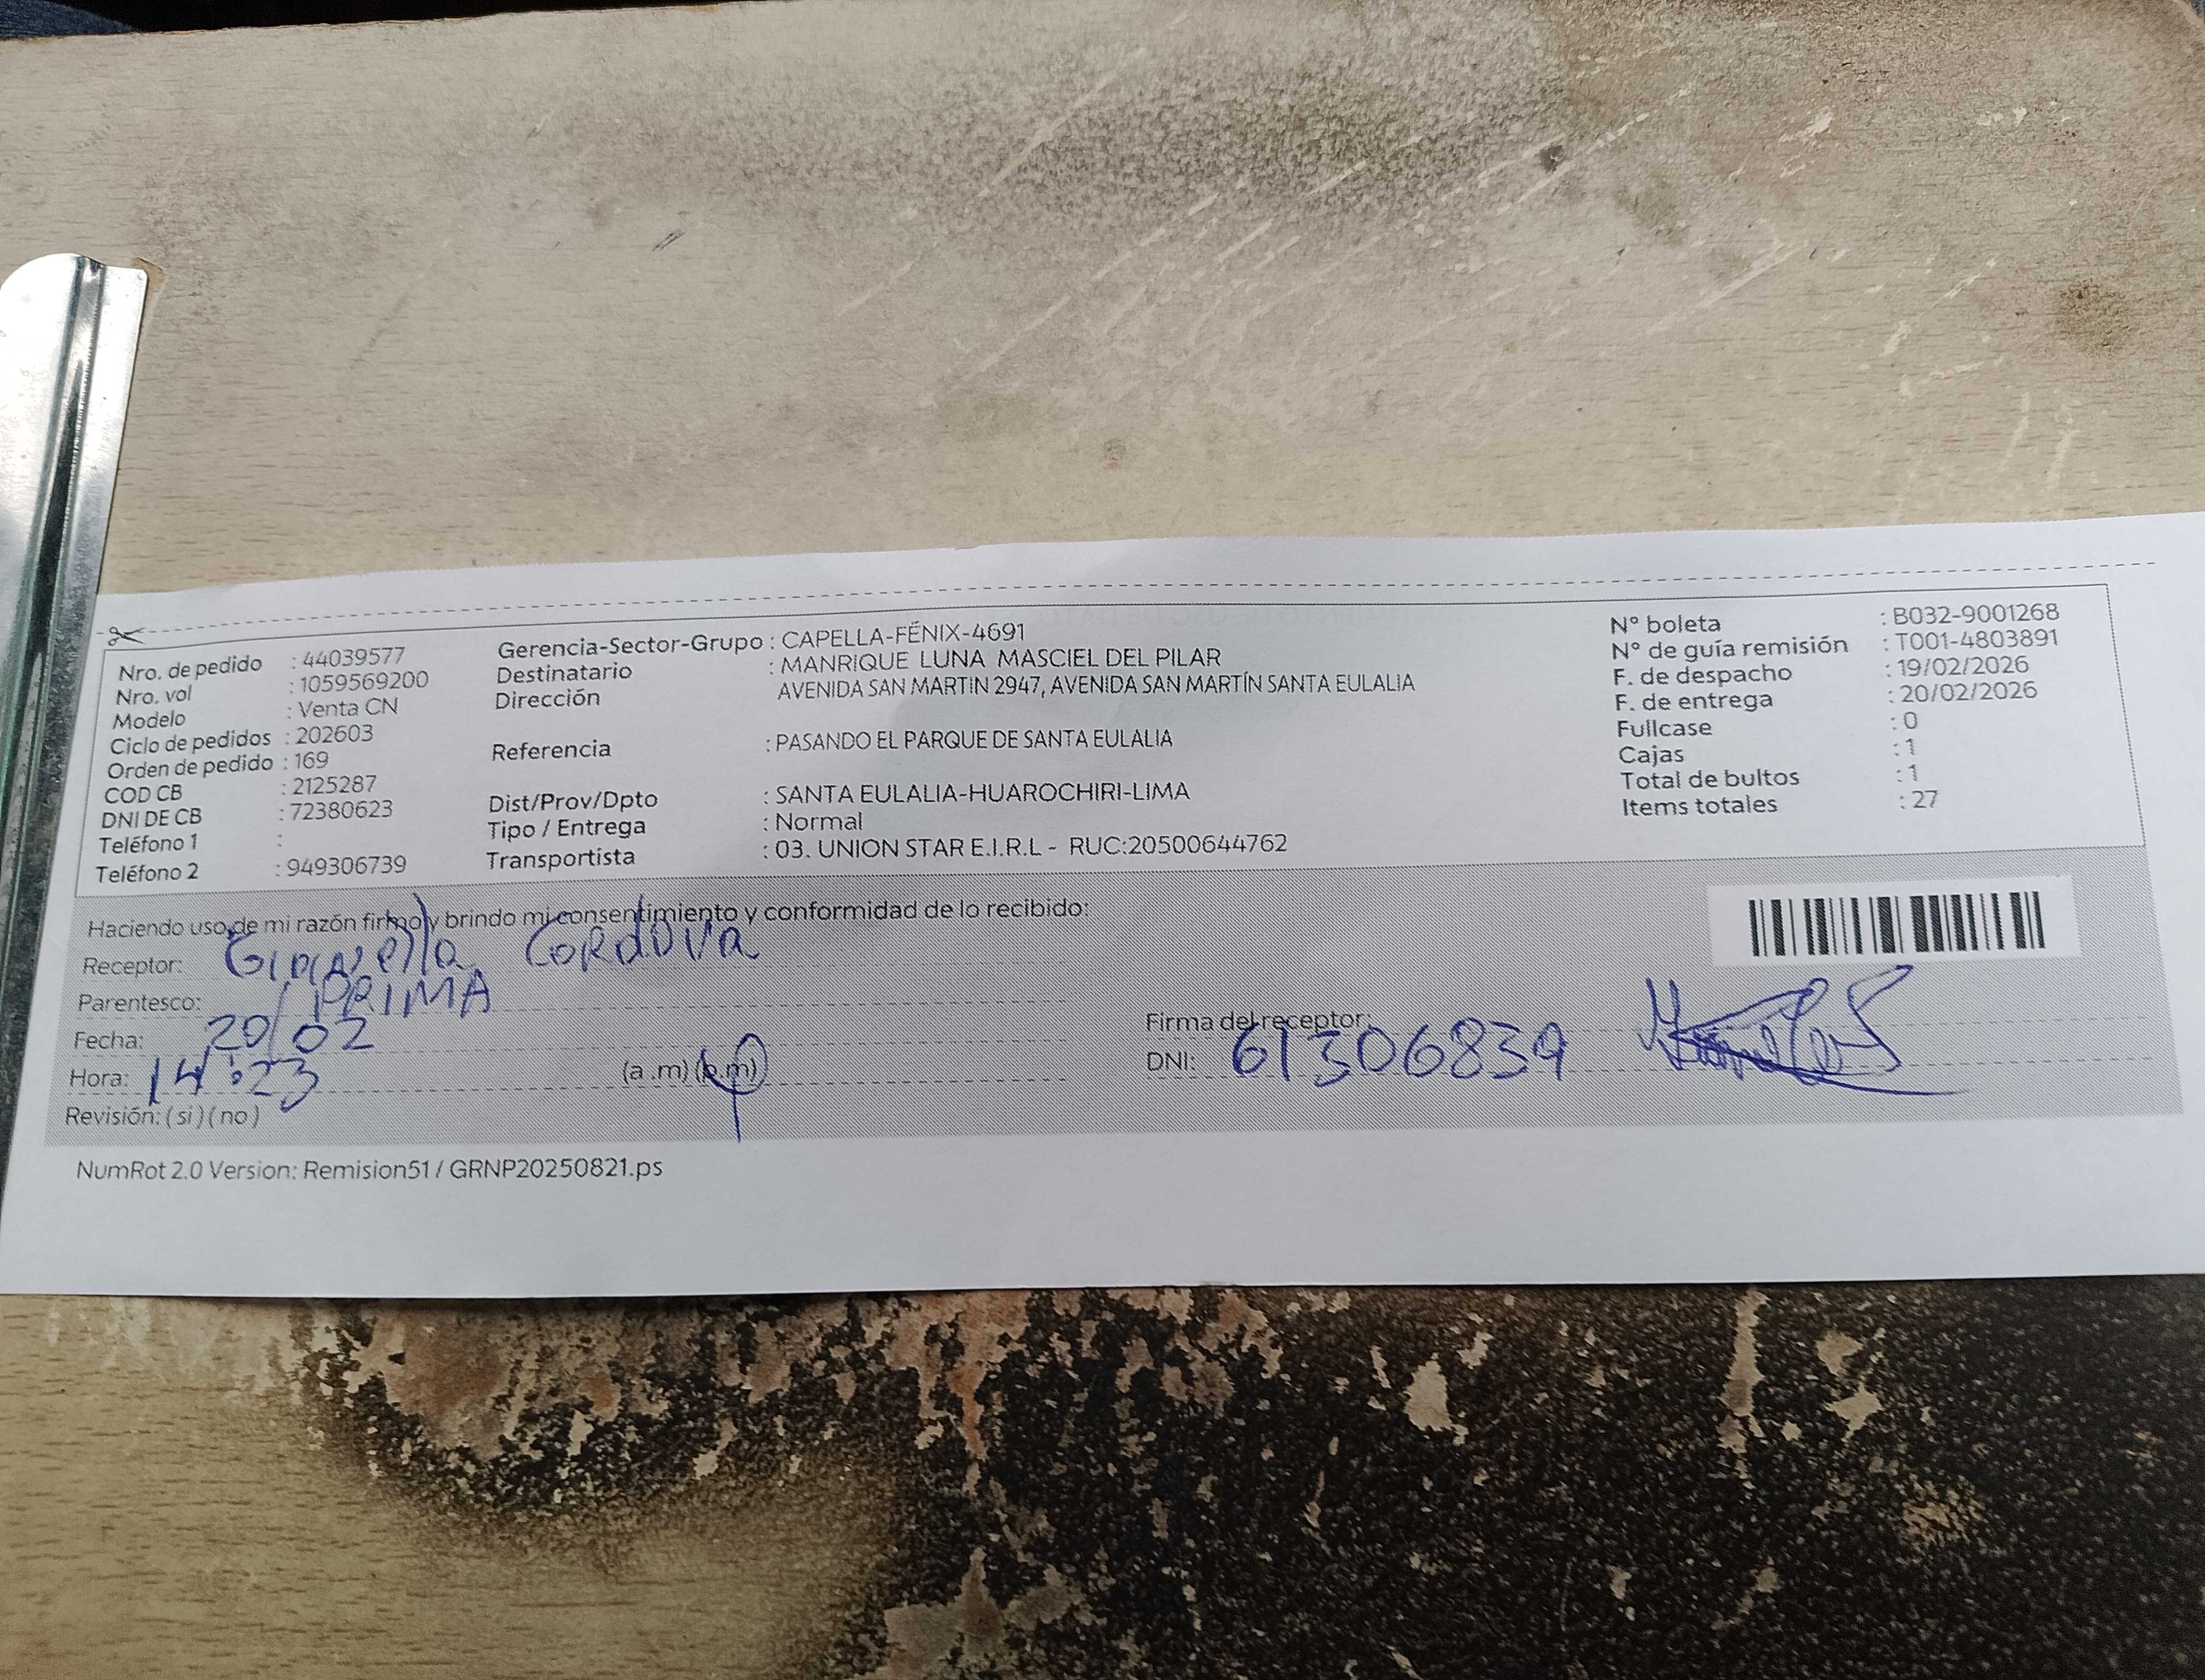 Nro. de pedido : 44039577
Nro. vol : 1059569200
Modelo : Venta CN
Ciclo de pedidos : 202603
Orden de pedido : 169
COD CB : 2125287
DNI DE CB : 72380623
Teléfono 1 :
Teléfono 2 : 949306739
Gerencia-Sector-Grupo : CAPELLA-FÉNIX-4691
Destinatario : MANRIQUE LUNA MASCIEL DEL PILAR
Dirección AVENIDA SAN MARTIN 2947, AVENIDA SAN MARTÍN SANTA EULALIA
Referencia : PASANDO EL PARQUE DE SANTA EULALIA
Dist/Prov/Dpto : SANTA EULALIA-HUAROCHIRI-LIMA
Tipo / Entrega : Normal
Transportista : 03. UNION STAR E.I.R.L - RUC:20500644762
N° boleta : B032-9001268
N° de guía remisión : T001-4803891
F. de despacho : 19/02/2026
F. de entrega : 20/02/2026
Fullcase : 0
Cajas : 1
Total de bultos : 1
Items totales : 27
Haciendo uso de mi razón firmo y brindo mi consentimiento y conformidad de lo recibido:
Receptor: Gianella Cordova
Parentesco: PRIMA
Fecha: 20/02
Hora: 14:23 (a.m) (p.m)
Revisión: ( si ) ( no )
Firma del receptor:
DNI: 61306839
NumRot 2.0 Version: Remision51 / GRNP20250821.ps